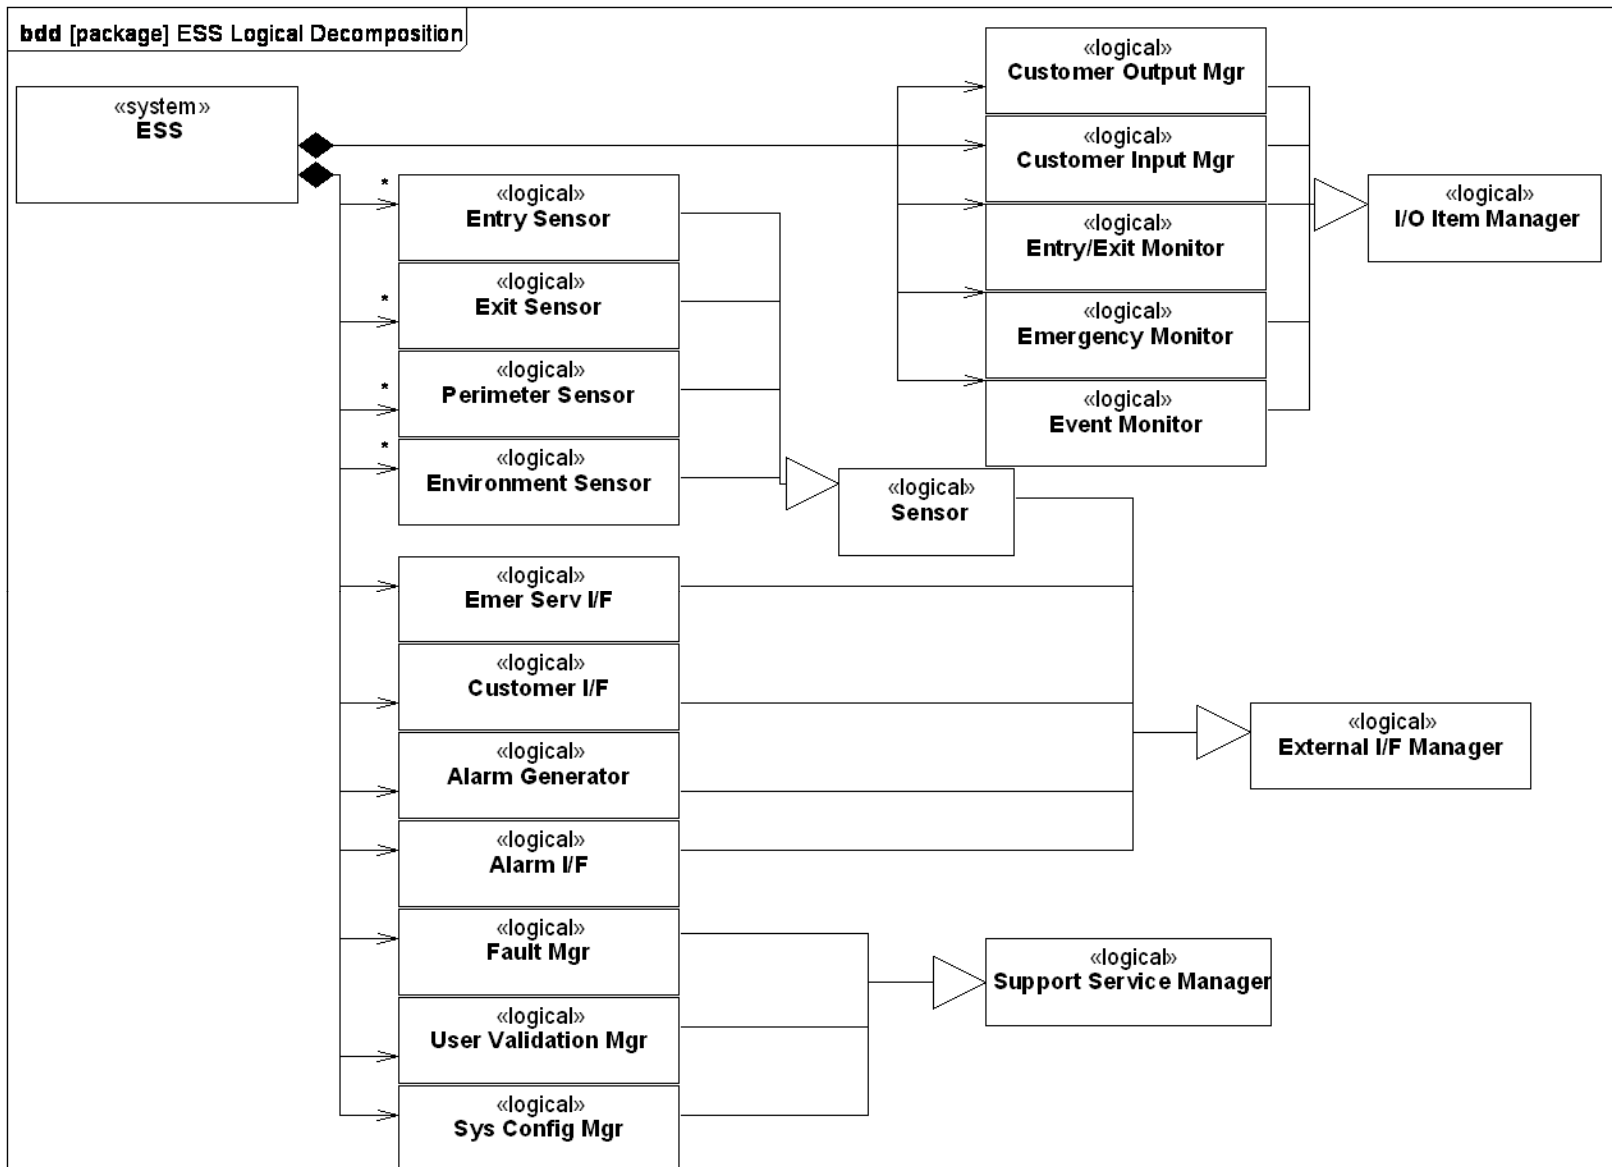 bdd [package] ESS Logical Decomposition
«system»
ESS
«logical»
Customer Output Mgr
«logical»
Customer Input Mgr
«logical»
Entry/Exit Monitor
«logical»
Emergency Monitor
«logical»
Event Monitor
«logical»
I/O Item Manager
*
«logical»
Entry Sensor
*
«logical»
Exit Sensor
*
«logical»
Perimeter Sensor
*
«logical»
Environment Sensor
«logical»
Sensor
«logical»
Emer Serv I/F
«logical»
Customer I/F
«logical»
Alarm Generator
«logical»
Alarm I/F
«logical»
External I/F Manager
«logical»
Fault Mgr
«logical»
User Validation Mgr
«logical»
Sys Config Mgr
«logical»
Support Service Manager